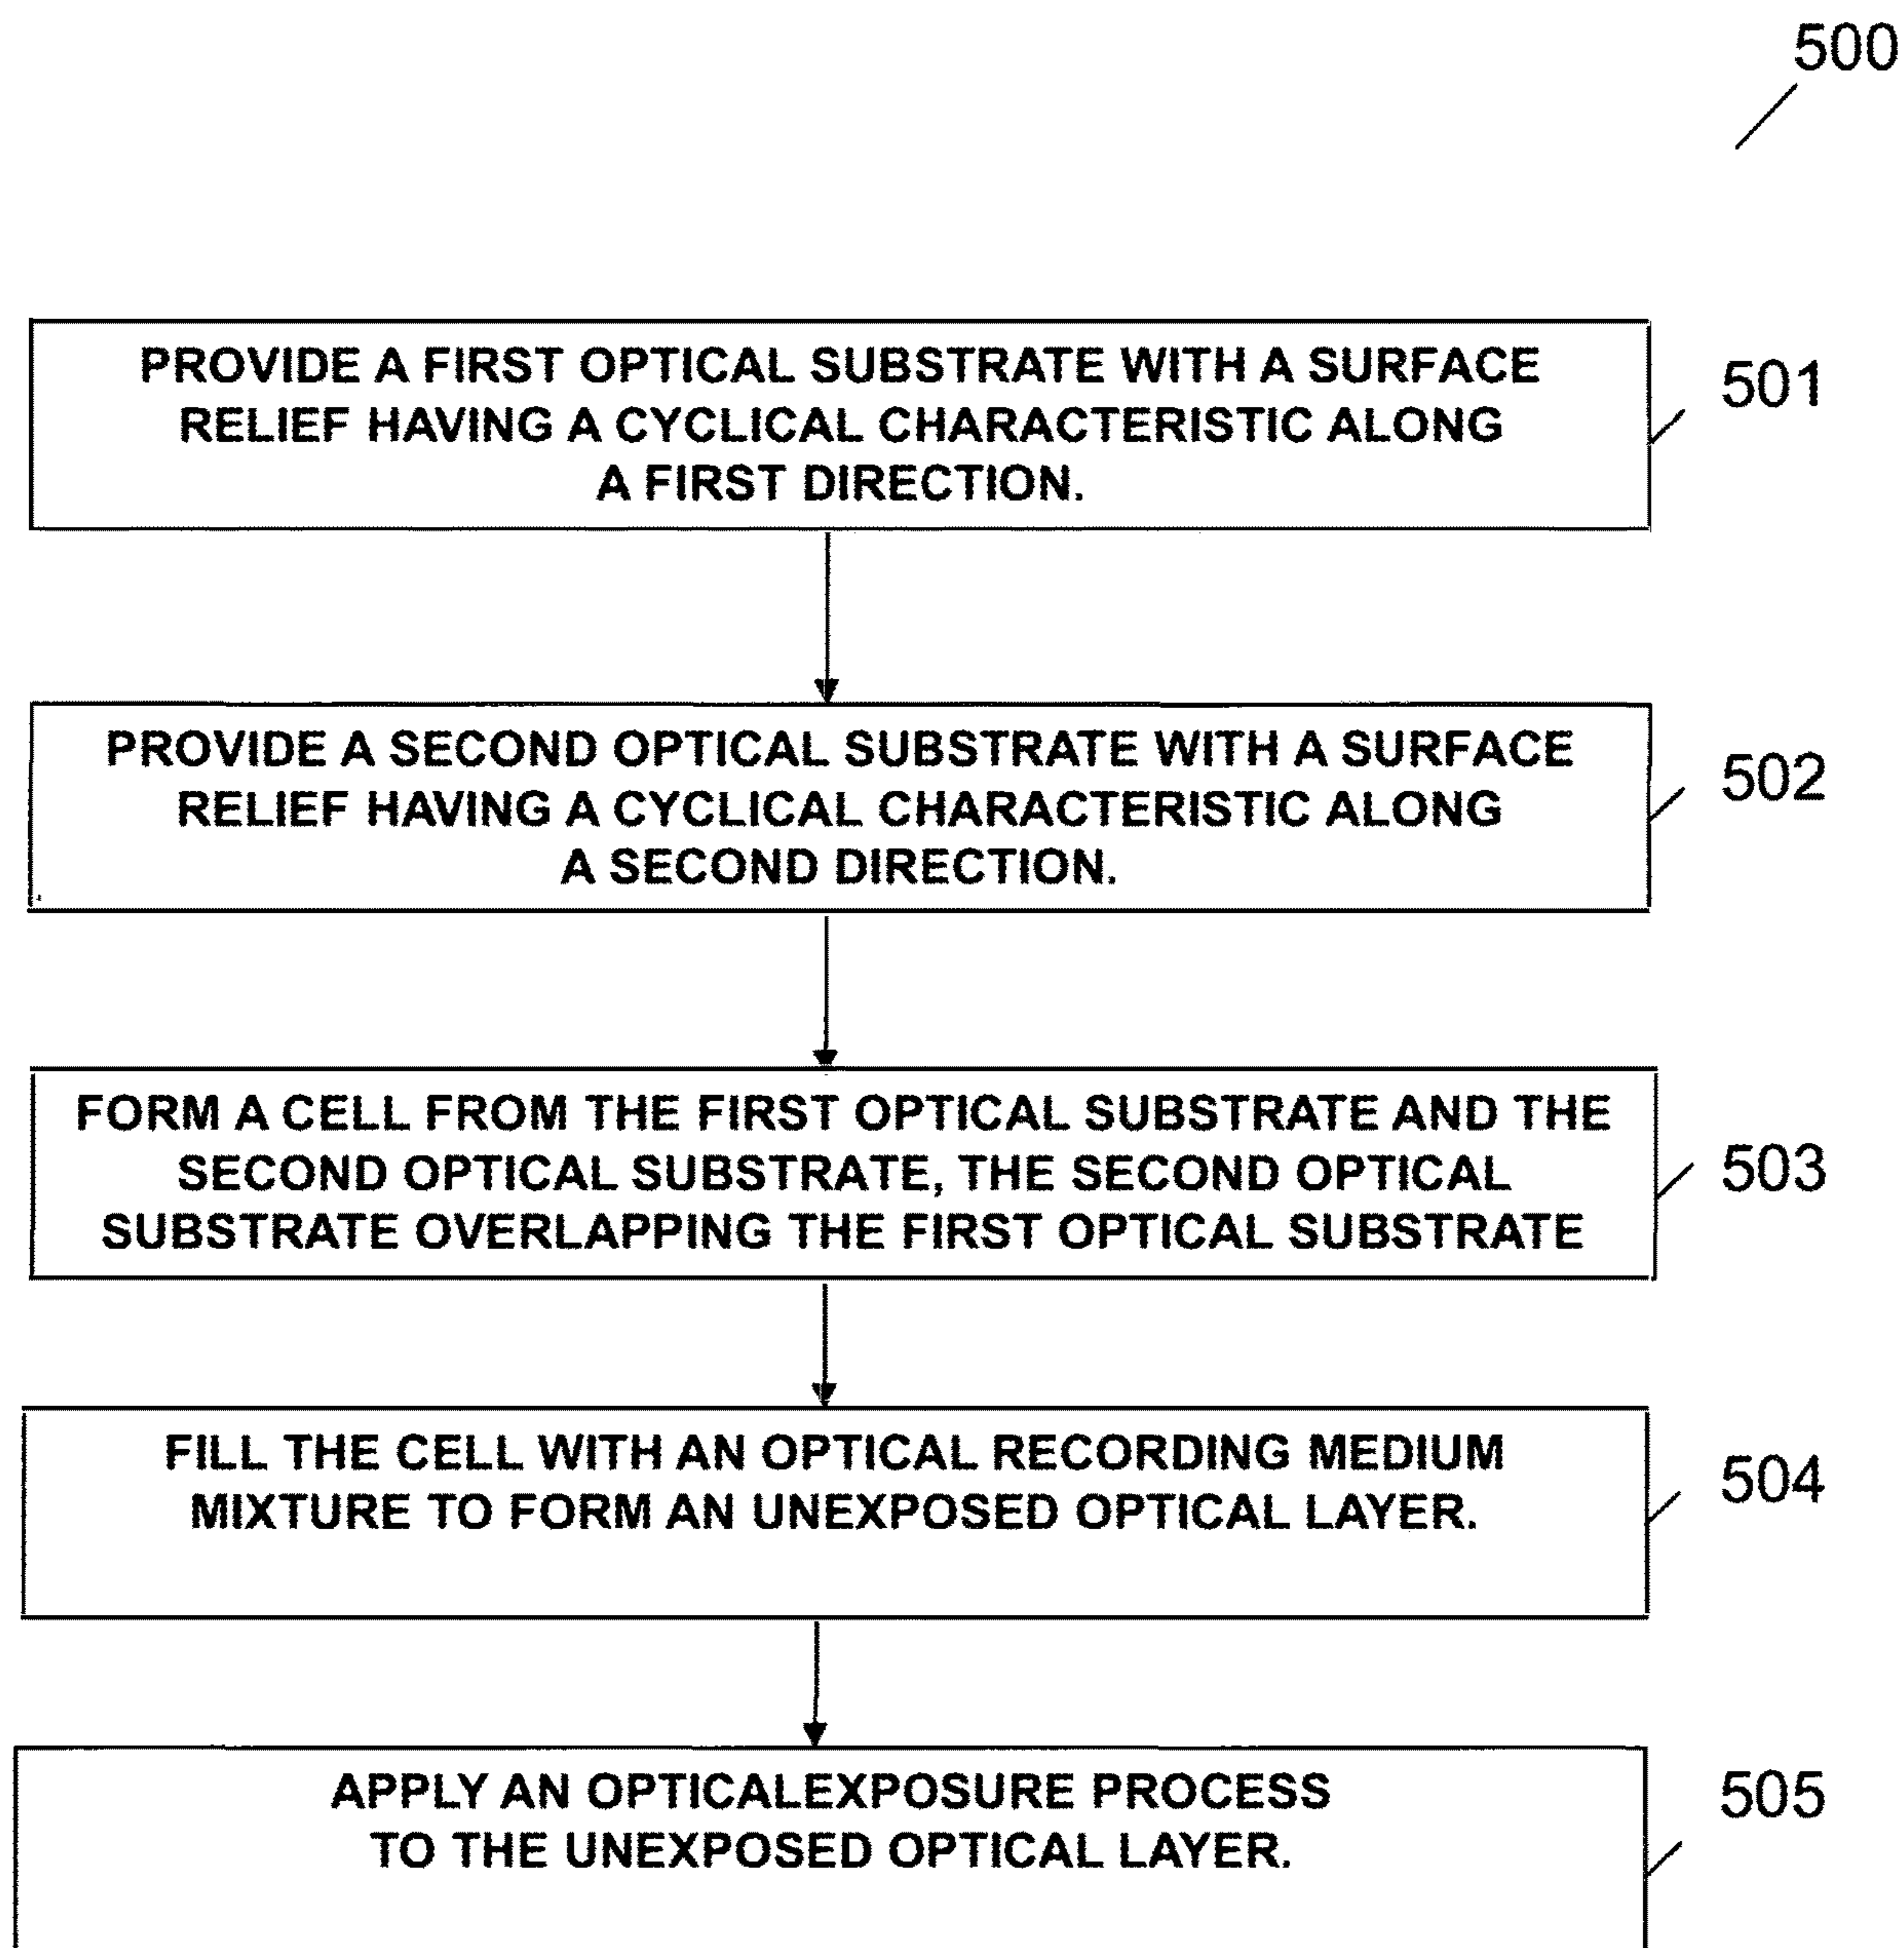 500
PROVIDE A FIRST OPTICAL SUBSTRATE WITH A SURFACE
RELIEF HAVING A CYCLICAL CHARACTERISTIC ALONG
A FIRST DIRECTION.
501
PROVIDE A SECOND OPTICAL SUBSTRATE WITH A SURFACE
RELIEF HAVING A CYCLICAL CHARACTERISTIC ALONG
A SECOND DIRECTION.
502
FORM A CELL FROM THE FIRST OPTICAL SUBSTRATE AND THE
SECOND OPTICAL SUBSTRATE, THE SECOND OPTICAL
SUBSTRATE OVERLAPPING THE FIRST OPTICAL SUBSTRATE
503
FILL THE CELL WITH AN OPTICAL RECORDING MEDIUM
MIXTURE TO FORM AN UNEXPOSED OPTICAL LAYER.
504
APPLY AN OPTICALEXPOSURE PROCESS
TO THE UNEXPOSED OPTICAL LAYER.
505